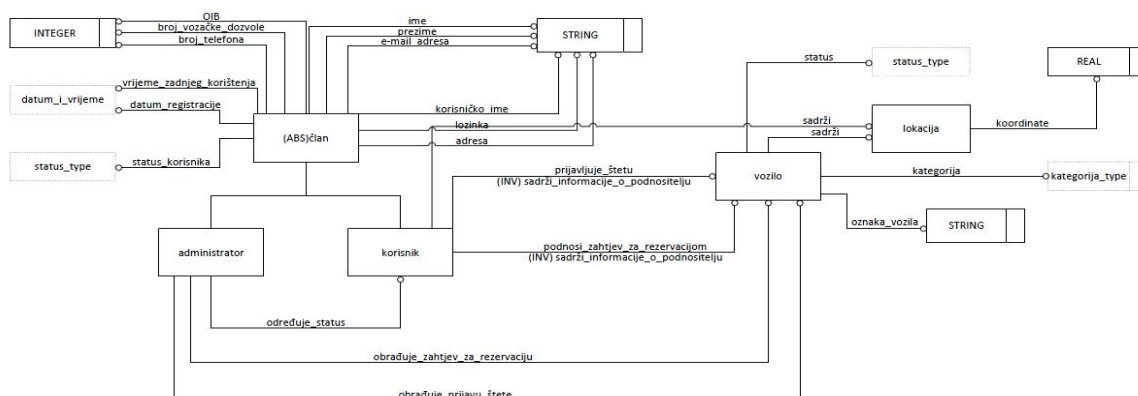 OIB
ime
INTEGER
broj_vozačke_dozvole
prezime
STRING
broj_telefona
e-mail_adresa
status
status_type
REAL
vrijeme_zadnjeg_korištenja
datum_i_vrijeme
datum_registracije
korisničko_ime
sadrži
lokacija
koordinate
(ABS)član
lozinka
sadrži
adresa
status_type
status_korisnika
prijavljuje_štetu
(INV) sadrži_informacije_o_podnositelju
vozilo
kategorija
kategorija_type
oznaka_vozila
STRING
administrator
korisnik
podnosi_zahtjev_za_rezervacijom
(INV) sadrži_informacije_o_podnositelju
određuje_status
obrađuje_zahtjev_za_rezervaciju
obrađuje_prijavu_štete